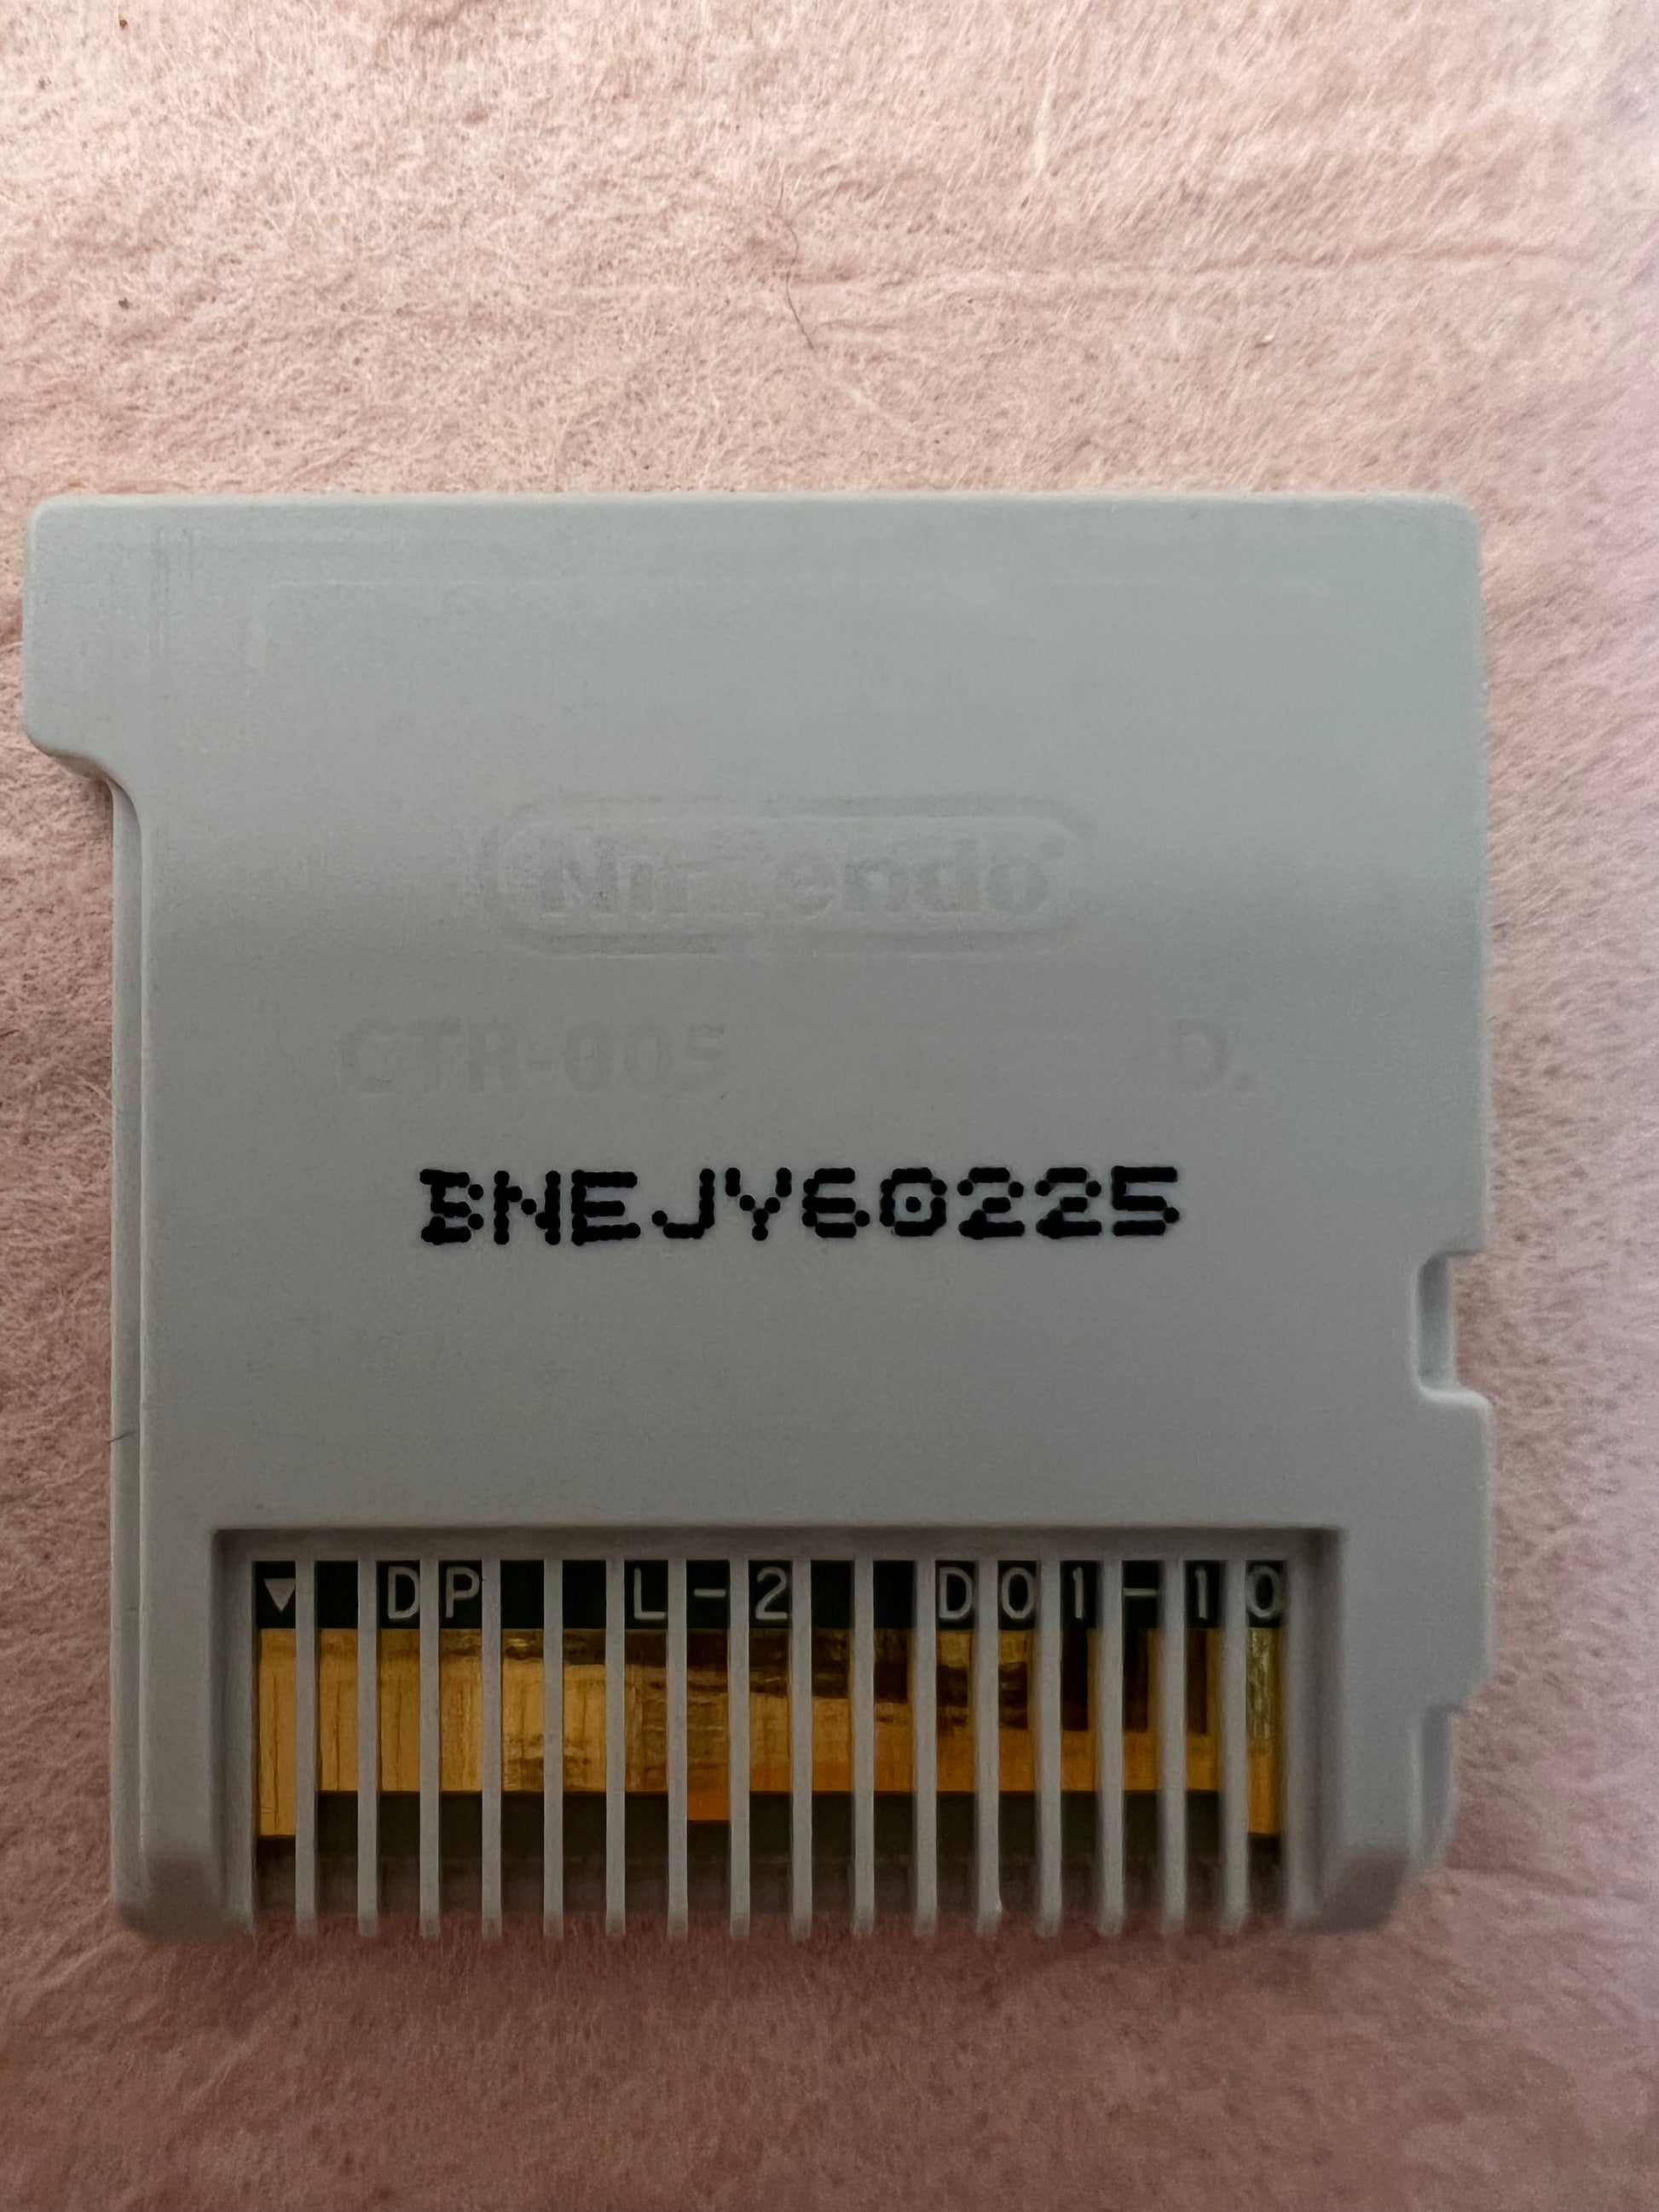 Nintendo
CTR-005 D.
BNEJY60225
▼ DP L-2 D01-10